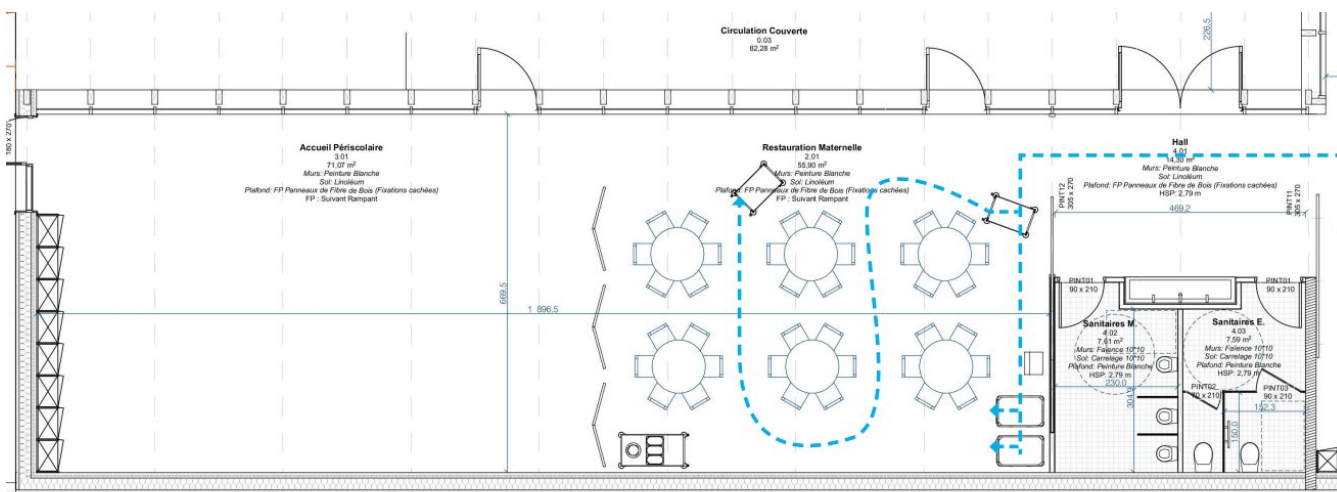 Circulation Couverte
0.03
82,28 m²
226,5
180 x 270
Accueil Périscolaire
3.01
71,07 m²
Murs: Peinture Blanche
Sol: Linoléum
Plafond: FP Panneaux de Fibre de Bois (Fixations cachées)
FP : Suivant Rampant
Restauration Maternelle
2.01
55,90 m²
Murs: Peinture Blanche
Sol: Linoléum
Plafond: FP Panneaux de Fibre de Bois (Fixations cachées)
FP : Suivant Rampant
Hall
4.01
14,30 m²
Murs: Peinture Blanche
Sol: Linoléum
Plafond: FP Panneaux de Fibre de Bois (Fixations cachées)
HSP: 2,79 m
PINT12
305 x 270
PINT11
305 x 270
469,2
669,5
1 896,5
PINT01
90 x 210
PINT01
90 x 210
Sanitaires M.
4.02
7,61 m²
Murs: Faïence 10*10
Sol: Carrelage 10*10
Plafond: Peinture Blanche
HSP: 2,79 m
230,0
304,9
Sanitaires E.
4.03
7,59 m²
Murs: Faïence 10*10
Sol: Carrelage 10*10
Plafond: Peinture Blanche
HSP: 2,79 m
PINT02
70 x 210
PINT03
90 x 210
152,3
150,0